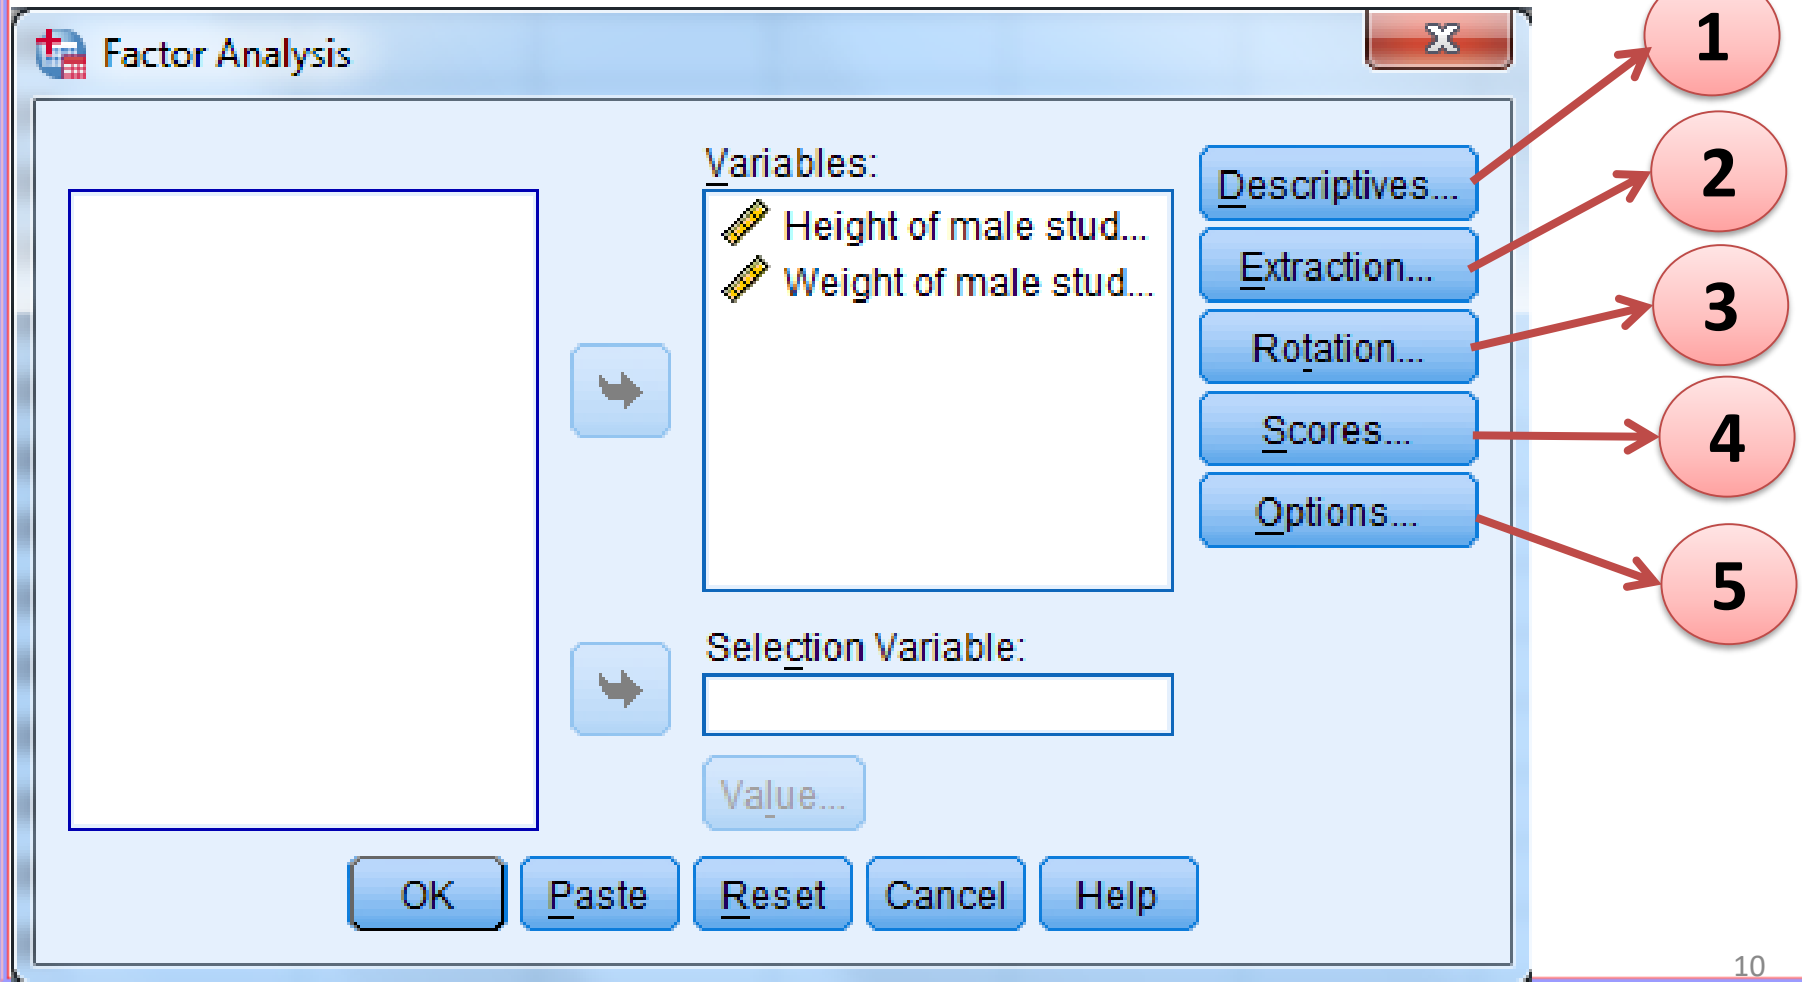 Factor Analysis
x
1
2
3
4
5
Variables:
Height of male stud...
Weight of male stud...
Descriptives...
Extraction...
Rotation...
Scores...
Options...
Selection Variable:
Value...
OK
Paste
Reset
Cancel
Help
10